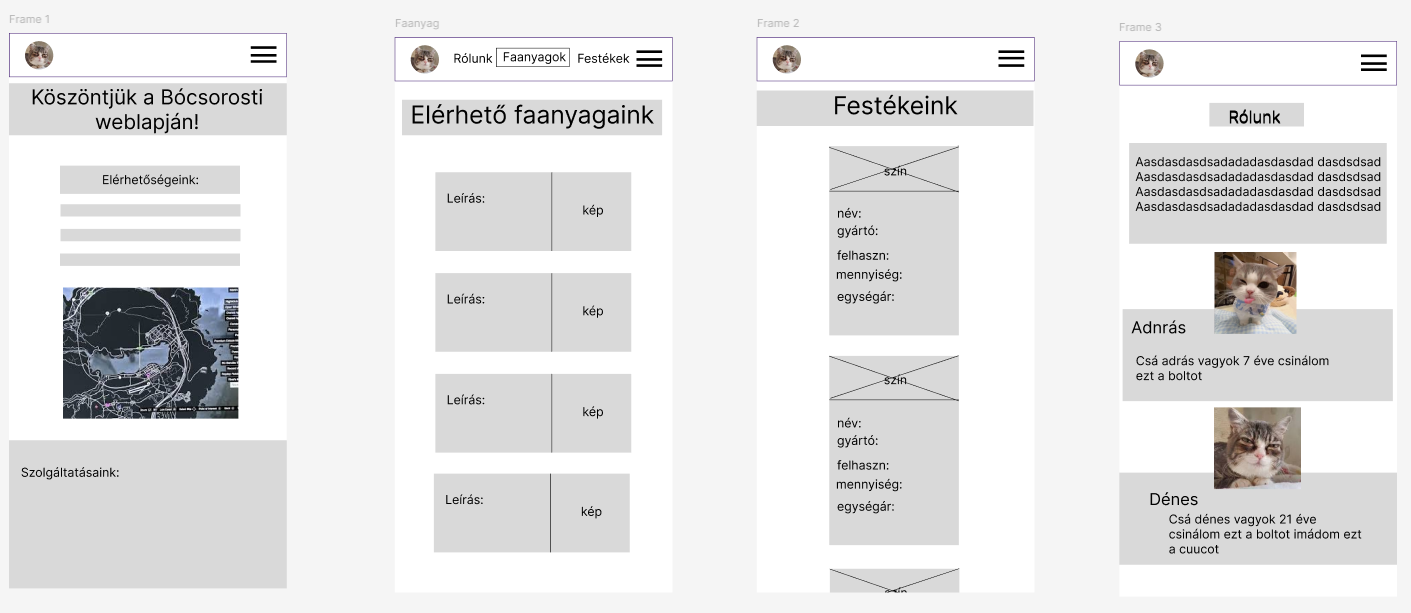 Frame 1
Köszöntjük a Bócsorosti
weblapján!
Elérhetőségeink:
Szolgáltatásaink:
Faanyag
Rólunk Faanyagok Festékek
Elérhető faanyagaink
Leírás:
kép
Leírás:
kép
Leírás:
kép
Leírás:
kép
Frame 2
Festékeink
szín
név:
gyártó:
felhaszn:
mennyiség:
egységár:
szín
név:
gyártó:
felhaszn:
mennyiség:
egységár:
szín
Frame 3
Rólunk
Aasdasdasdsadadadasdasdad dasdsdsad
Aasdasdasdsadadadasdasdad dasdsdsad
Aasdasdasdsadadadasdasdad dasdsdsad
Aasdasdasdsadadadasdasdad dasdsdsad
Adnrás
Csá adrás vagyok 7 éve csinálom
ezt a boltot
Dénes
Csá dénes vagyok 21 éve
csinálom ezt a boltot imádom ezt
a cuucot